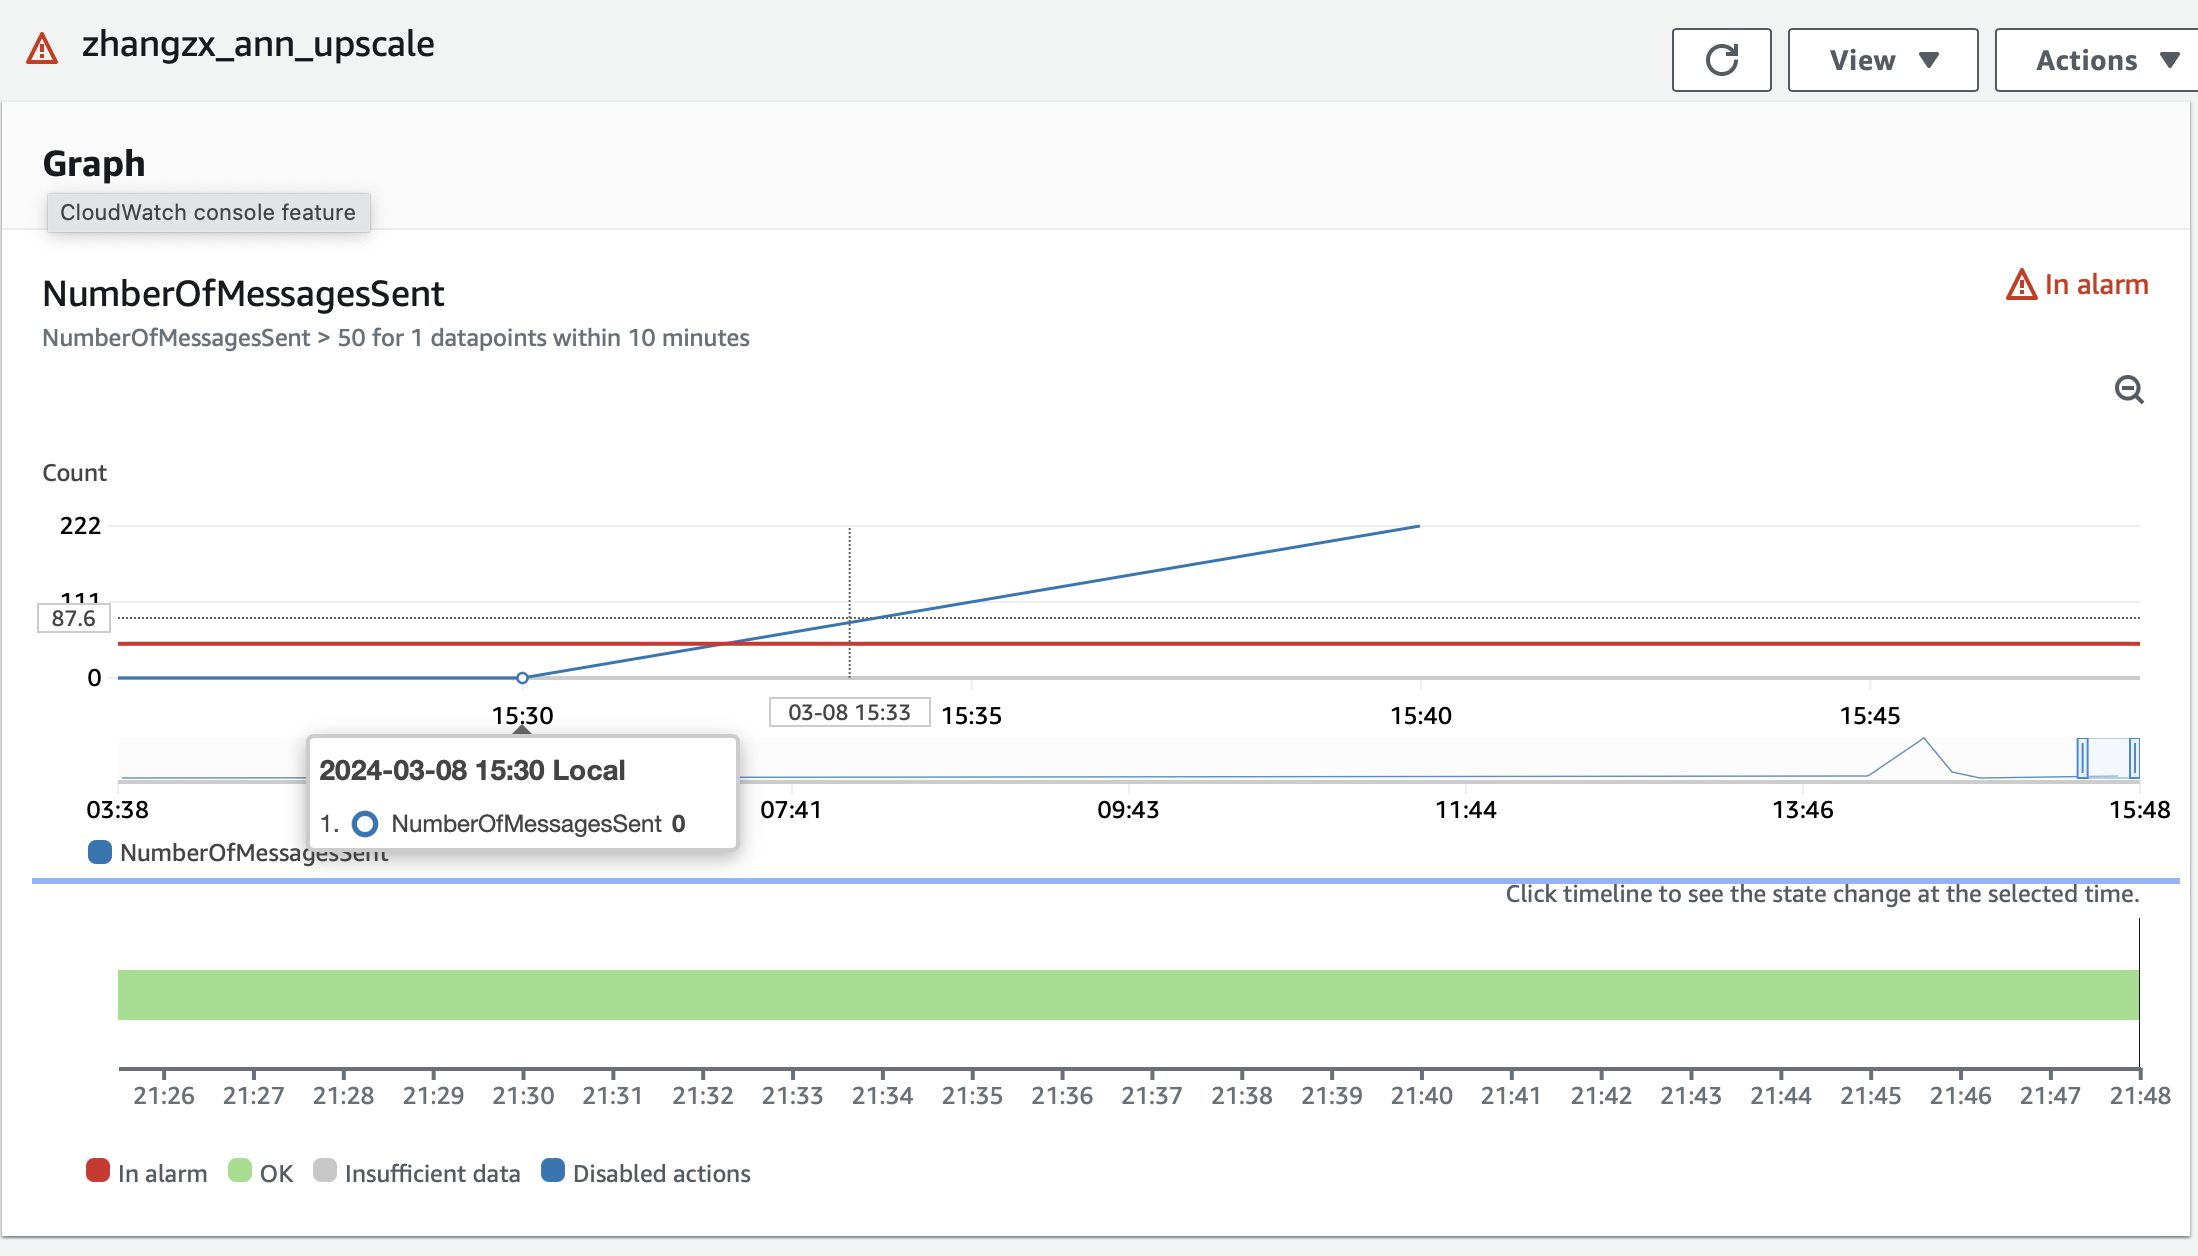 zhangzx_ann_upscale
View
Actions
Graph
CloudWatch console feature
NumberOfMessagesSent
In alarm
NumberOfMessagesSent > 50 for 1 datapoints within 10 minutes
Count
222
111
87.6
0
15:30 03-08 15:33 15:35 15:40 15:45
2024-03-08 15:30 Local
1. NumberOfMessagesSent 0
03:38 07:41 09:43 11:44 13:46 15:48
NumberOfMessagesSent
Click timeline to see the state change at the selected time.
21:26 21:27 21:28 21:29 21:30 21:31 21:32 21:33 21:34 21:35 21:36 21:37 21:38 21:39 21:40 21:41 21:42 21:43 21:44 21:45 21:46 21:47 21:48
In alarm OK Insufficient data Disabled actions